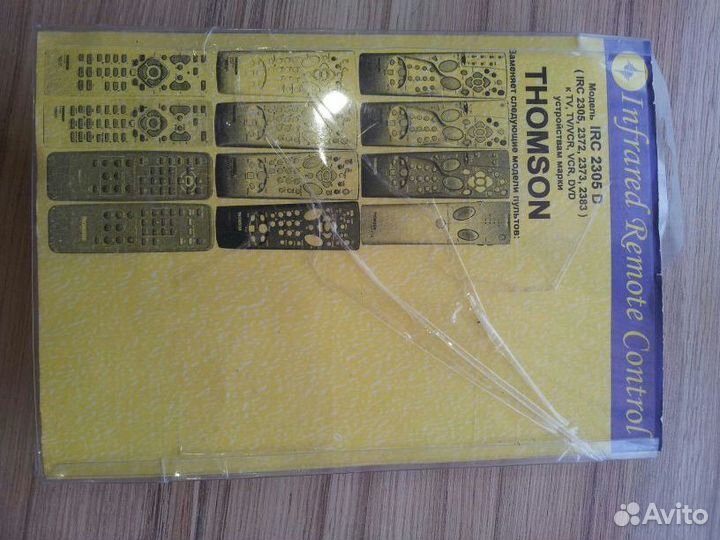 Infrared Remote Control
Модель IRC 2305 D
( IRC 2305, 2372, 2373, 2383 )
к TV, TV/VCR, VCR, DVD
устройствам марки
THOMSON
Заменяет следующие модели пультов:
Avito